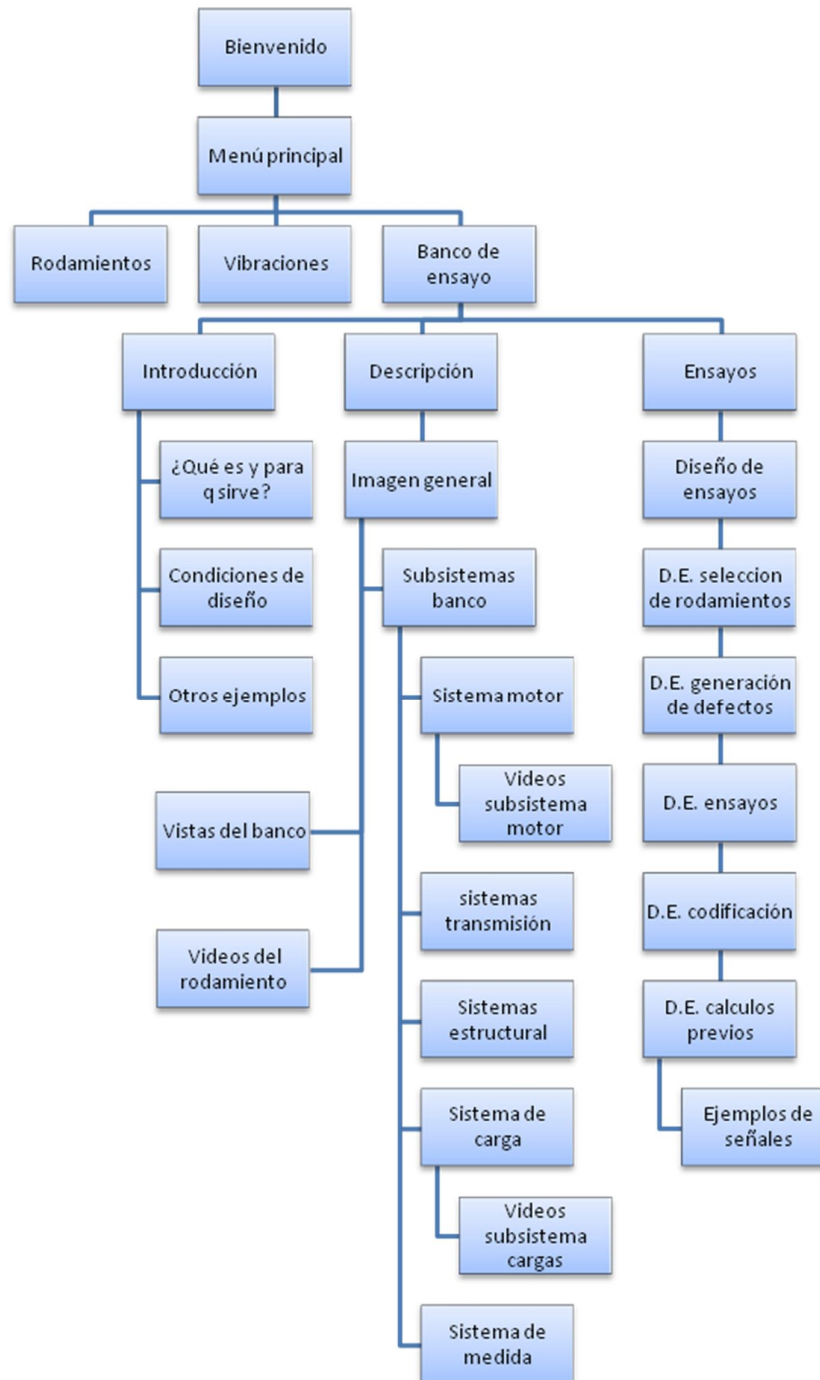 Bienvenido
Menú principal
Rodamientos
Vibraciones
Banco de
ensayo
Introducción
Descripción
Ensayos
¿Qué es y para
q sirve?
Condiciones de
diseño
Otros ejemplos
Imagen general
Subsistemas
banco
Sistema motor
Videos
subsistema
motor
sistemas
transmisión
Sistemas
estructural
Sistema de
carga
Videos
subsistema
cargas
Sistema de
medida
Vistas del banco
Videos del
rodamiento
Diseño de
ensayos
D.E. seleccion
de rodamientos
D.E. generación
de defectos
D.E. ensayos
D.E. codificación
D.E. calculos
previos
Ejemplos de
señales